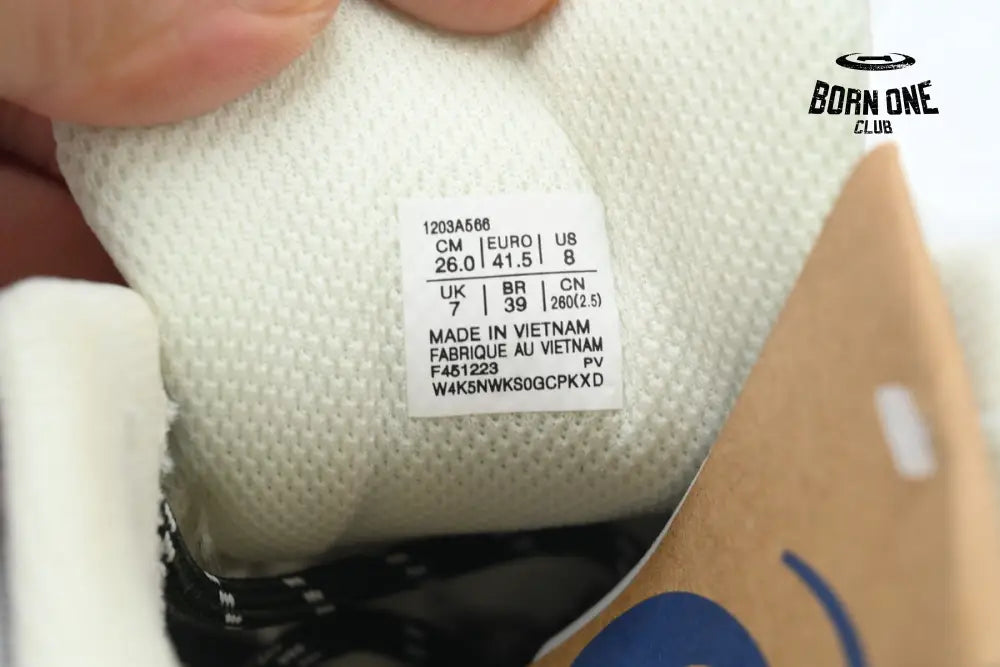 BORN ONE
CLUB
1203A566
CM | EURO | US
26.0 | 41.5 | 8
UK | BR | CN
7 | 39 | 260(2.5)
MADE IN VIETNAM
FABRIQUE AU VIETNAM
F451223 PV
W4K5NWKS0GCPKXD